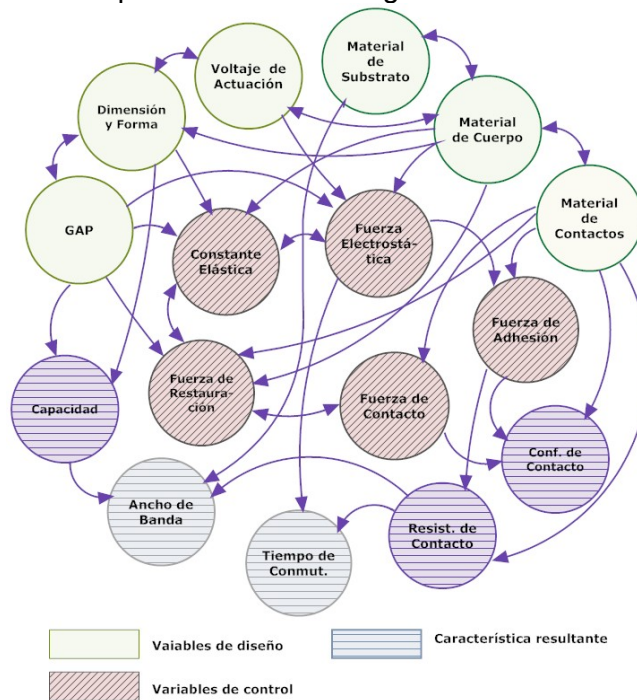 Material
de
Substrato
Voltaje de
Actuación
Dimensión
y Forma
Material
de Cuerpo
Material
de
Contactos
GAP
Constante
Elástica
Fuerza
Electrostá-
tica
Fuerza de
Adhesión
Fuerza de
Restaura-
ción
Fuerza de
Contacto
Capacidad
Conf. de
Contacto
Ancho de
Banda
Tiempo de
Conmut.
Resist. de
Contacto
Vaiables de diseño
Característica resultante
Variables de control